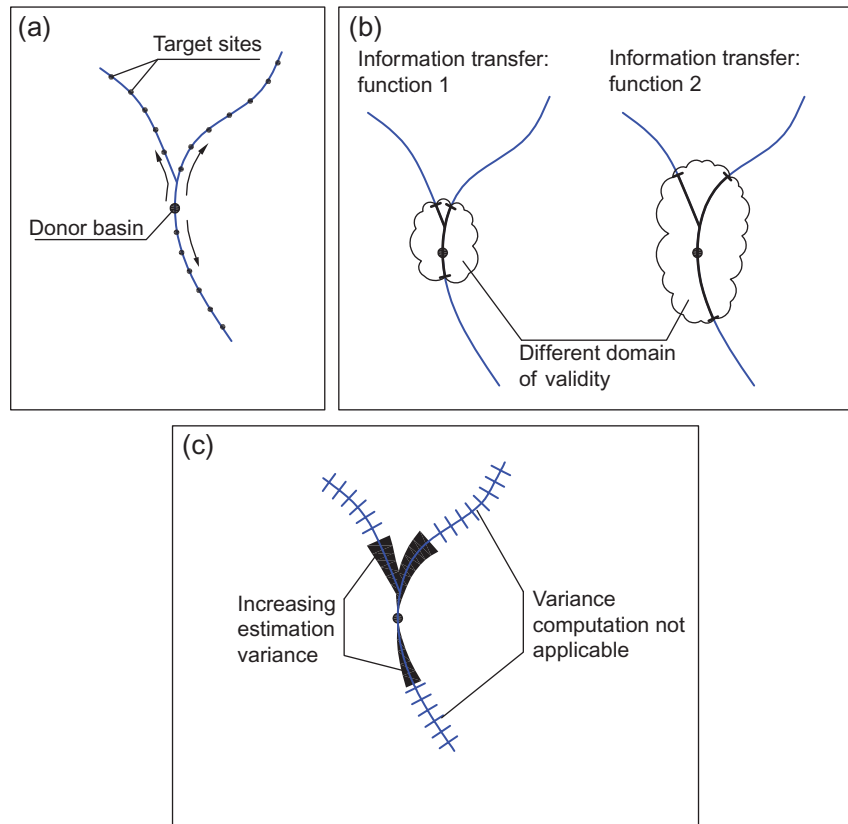 (a)
Target sites
Donor basin
(b)
Information transfer:
function 1
Information transfer:
function 2
Different domain
of validity
(c)
Increasing
estimation
variance
Variance
computation not
applicable